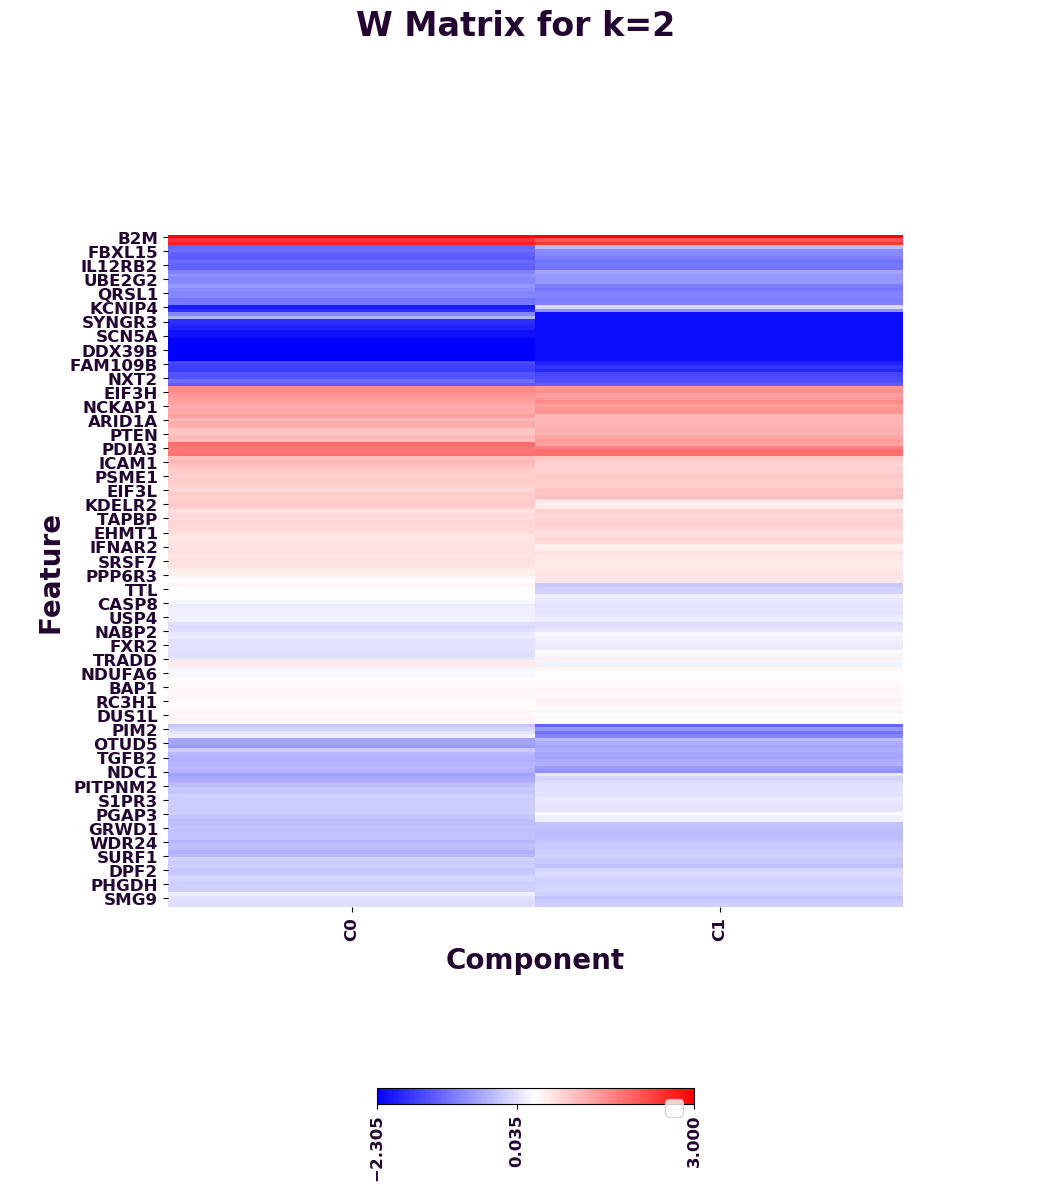 W Matrix for k=2
B2M
FBXL15
IL12RB2
UBE2G2
QRSL1
KCNIP4
SYNGR3
SCN5A
DDX39B
FAM109B
NXT2
EIF3H
NCKAP1
ARID1A
PTEN
PDIA3
ICAM1
PSME1
EIF3L
KDELR2
TAPBP
EHMT1
IFNAR2
SRSF7
PPP6R3
TTL
CASP8
USP4
NABP2
FXR2
TRADD
NDUFA6
BAP1
RC3H1
DUS1L
PIM2
OTUD5
TGFB2
NDC1
PITPNM2
S1PR3
PGAP3
GRWD1
WDR24
SURF1
DPF2
PHGDH
SMG9
Feature
C0
C1
Component
−2.305
0.035
3.000